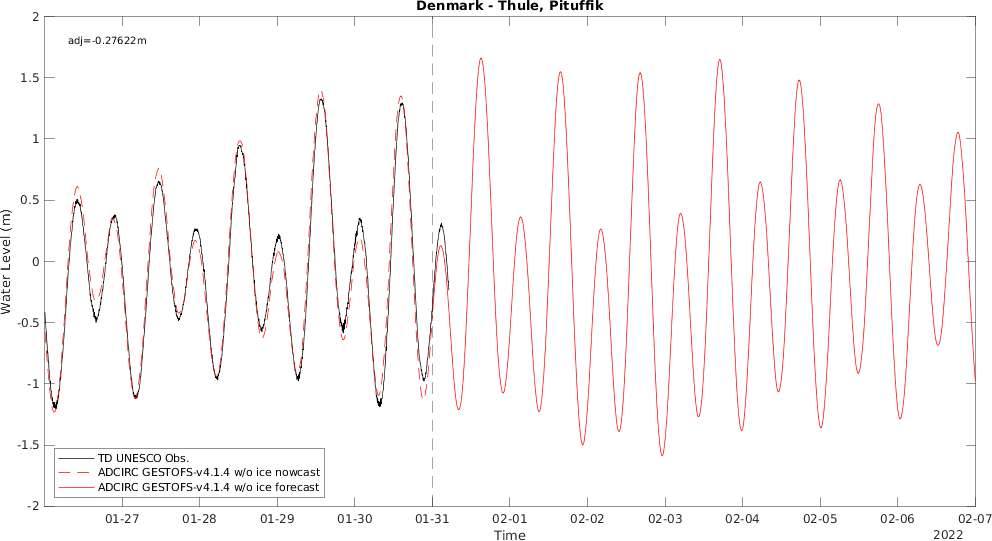 Denmark - Thule, Pituffik
adj=-0.27622m
2
1.5
1
0.5
0
-0.5
-1
-1.5
-2
Water Level (m)
TD UNESCO Obs.
ADCIRC GESTOFS-v4.1.4 w/o ice nowcast
ADCIRC GESTOFS-v4.1.4 w/o ice forecast
01-27 01-28 01-29 01-30 01-31 02-01 02-02 02-03 02-04 02-05 02-06 02-07
Time
2022